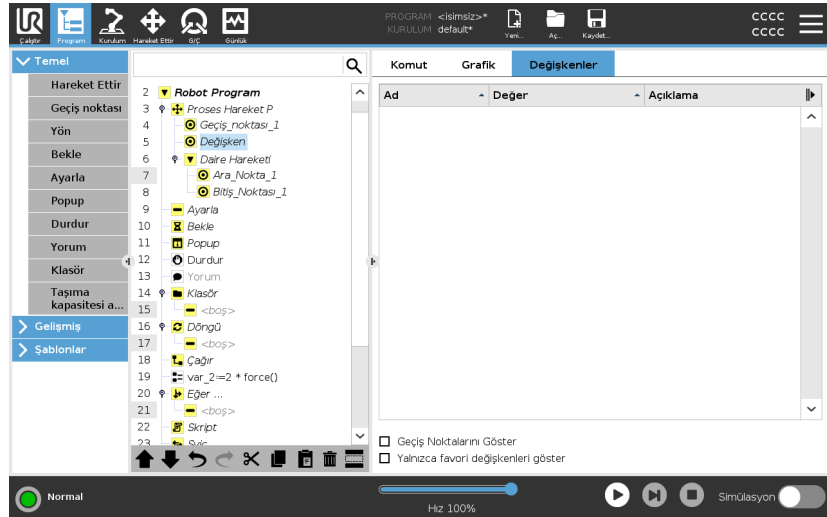 UR
Çalıştır
Program
Kurulum
Hareket Ettir
G/Ç
Günlük
PROGRAM <isimsiz>*
KURULUM default*
Yeni...
Aç...
Kaydet...
CCCC
CCCC
Temel
Hareket Ettir
Geçiş noktası
Yön
Bekle
Ayarla
Popup
Durdur
Yorum
Klasör
Taşıma
kapasitesi a...
Gelişmiş
Şablonlar
2 Robot Program
3 Proses Hareket P
4 Geçiş_noktası_1
5 Değişken
6 Daire Hareketi
7 Ara_Nokta_1
8 Bitiş_Noktası_1
9 Ayarla
10 Bekle
11 Popup
12 Durdur
13 Yorum
14 Klasör
15 <boş>
16 Döngü
17 <boş>
18 Çağır
19 var_2≔2 * force()
20 Eğer ...
21 <boş>
22 Skript
23 Sviç
Komut
Grafik
Değişkenler
Ad
Değer
Açıklama
Geçiş Noktalarını Göster
Yalnızca favori değişkenleri göster
Normal
Hız 100%
Simülasyon